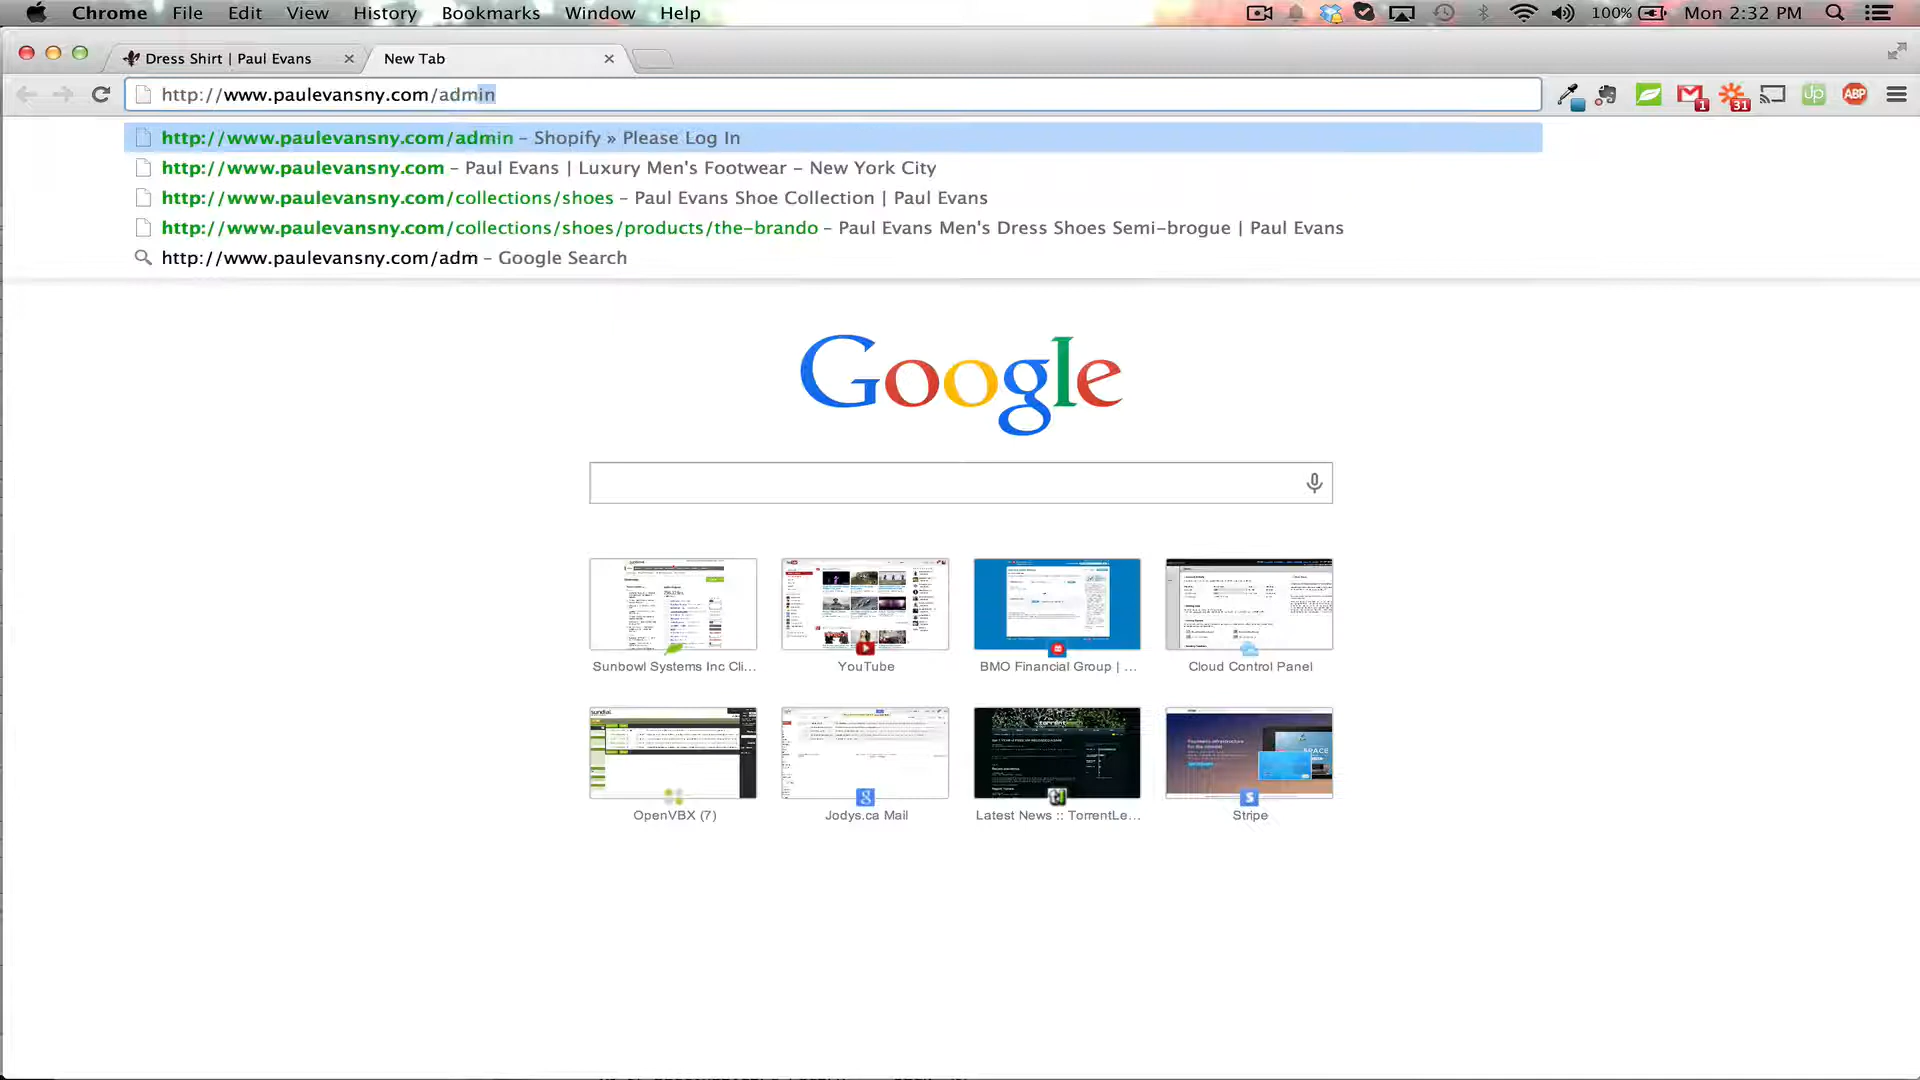 Chrome File Edit View History Bookmarks Window Help 100% Mon 2:32 PM
Dress Shirt | Paul Evans New Tab
http://www.paulevansny.com/admin
http://www.paulevansny.com/admin – Shopify » Please Log In
http://www.paulevansny.com – Paul Evans | Luxury Men's Footwear – New York City
http://www.paulevansny.com/collections/shoes – Paul Evans Shoe Collection | Paul Evans
http://www.paulevansny.com/collections/shoes/products/the-brando – Paul Evans Men's Dress Shoes Semi-brogue | Paul Evans
http://www.paulevansny.com/adm – Google Search
1 31 Up ABP
Google
Sunbowl Systems Inc Cli... YouTube BMO Financial Group | ... Cloud Control Panel
OpenVBX (7) Jodys.ca Mail Latest News :: TorrentLe... Stripe